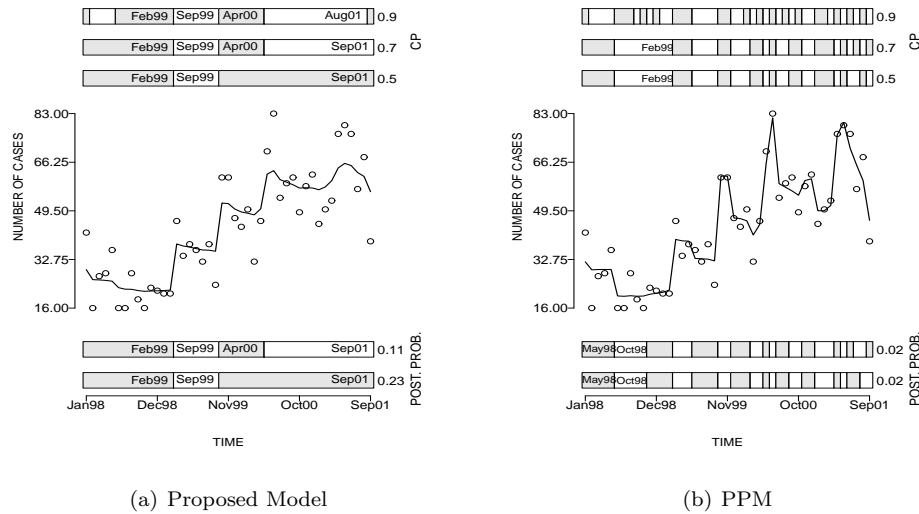 Feb99 Sep99 Apr00 Aug01 0.9
Feb99 Sep99 Apr00 Sep01 0.7
Feb99 Sep99 Sep01 0.5
CP
83.00
66.25
49.50
32.75
16.00
NUMBER OF CASES
Feb99 Sep99 Apr00 Sep01 0.11
Feb99 Sep99 Sep01 0.23
POST. PROB.
Jan98 Dec98 Nov99 Oct00 Sep01
TIME
(a) Proposed Model
0.9
Feb99 0.7
Feb99 0.5
CP
83.00
66.25
49.50
32.75
16.00
NUMBER OF CASES
May98 Oct98 0.02
May98 Oct98 0.02
POST. PROB.
Jan98 Dec98 Nov99 Oct00 Sep01
TIME
(b) PPM